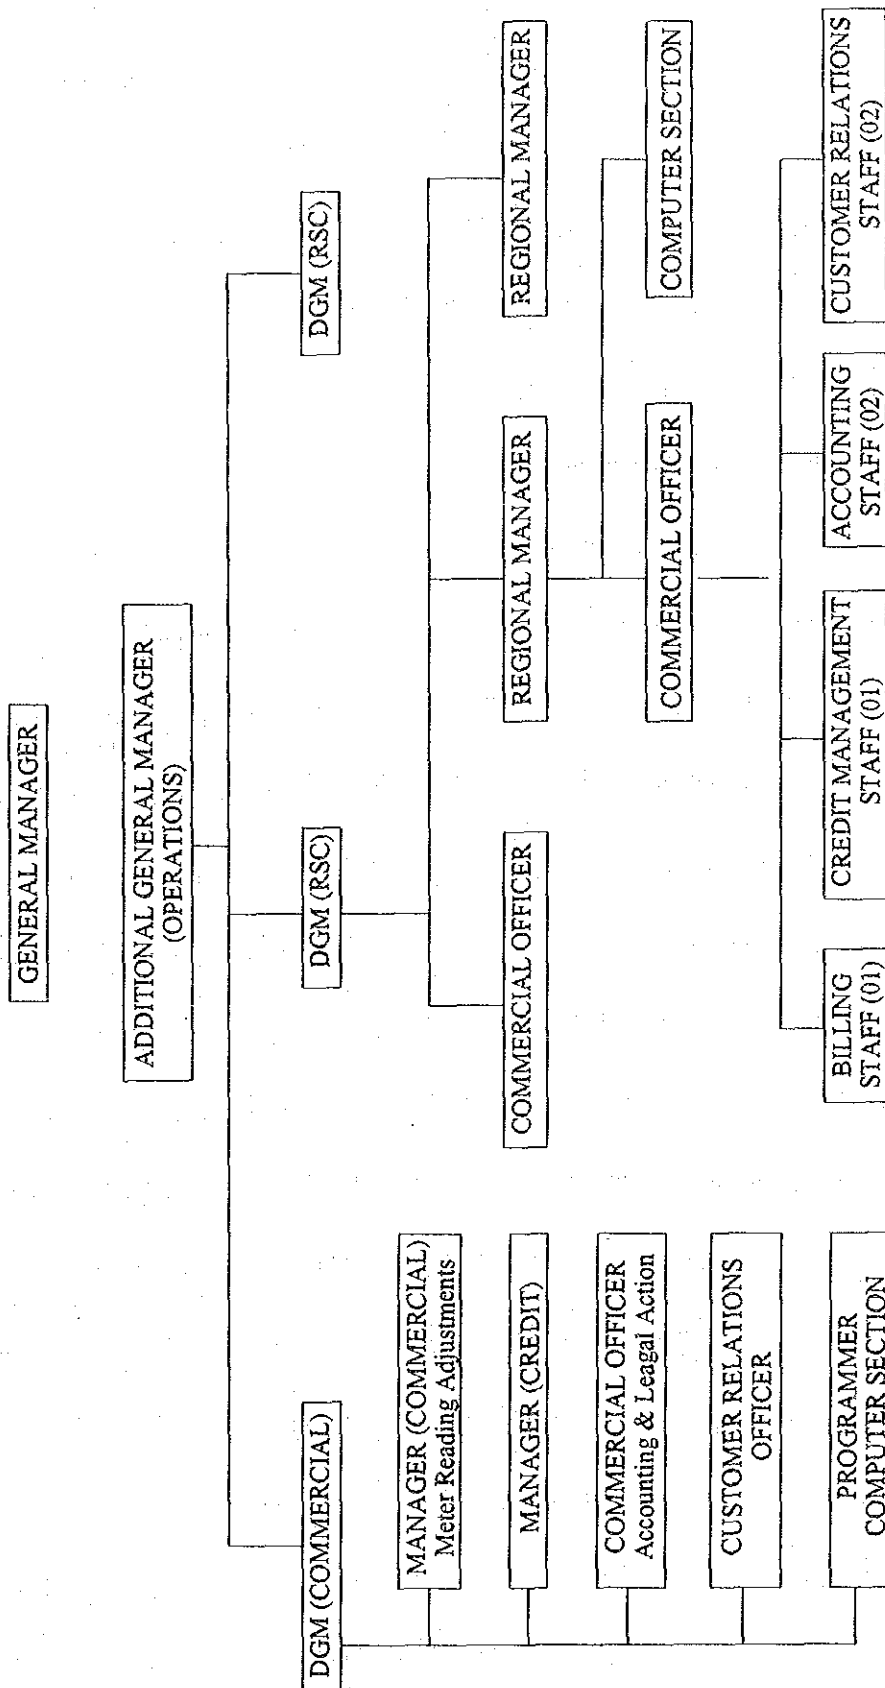 GENERAL MANAGER
ADDITIONAL GENERAL MANAGER
(OPERATIONS)
DGM (COMMERCIAL)
DGM (RSC)
DGM (RSC)
MANAGER (COMMERCIAL)
Meter Reading Adjustments
MANAGER (CREDIT)
COMMERCIAL OFFICER
Accounting & Leagal Action
CUSTOMER RELATIONS
OFFICER
PROGRAMMER
COMPUTER SECTION
COMMERCIAL OFFICER
REGIONAL MANAGER
REGIONAL MANAGER
COMMERCIAL OFFICER
COMPUTER SECTION
BILLING
STAFF (01)
CREDIT MANAGEMENT
STAFF (01)
ACCOUNTING
STAFF (02)
CUSTOMER RELATIONS
STAFF (02)